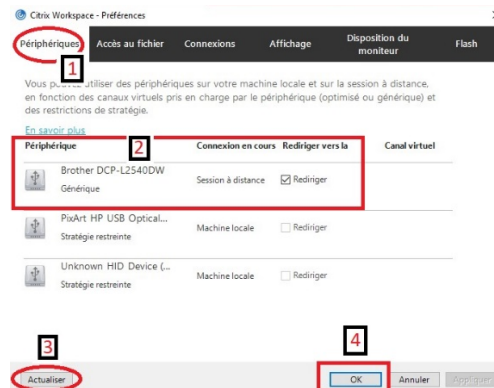 Citrix Workspace - Préférences
Périphériques Accès au fichier Connexions Affichage Disposition du moniteur Flash
1
Vous pouvez utiliser des périphériques sur votre machine locale et sur la session à distance,
en fonction des canaux virtuels pris en charge par le périphérique (optimisé ou générique) et
des restrictions de stratégie.
En savoir plus
2
Périphérique Connexion en cours Rediriger vers la Canal virtuel
Brother DCP-L2540DW
Générique
Session à distance Rediriger
PixArt HP USB Optical...
Stratégie restreinte
Machine locale Rediriger
Unknown HID Device (...
Stratégie restreinte
Machine locale Rediriger
3
4
Actualiser OK Annuler Appliquer